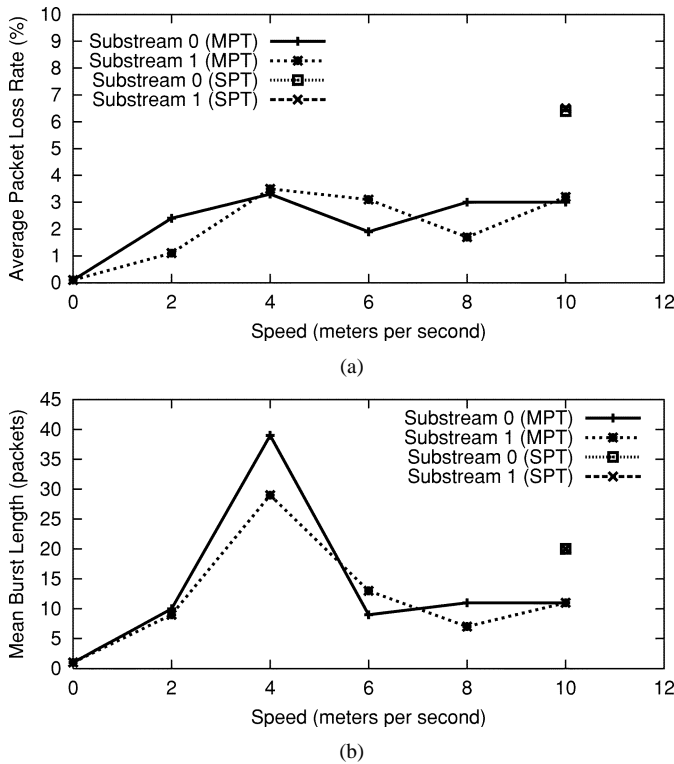 Average Packet Loss Rate (%)
10
9
8
7
6
5
4
3
2
1
0
Substream 0 (MPT)
Substream 1 (MPT)
Substream 0 (SPT)
Substream 1 (SPT)
0 2 4 6 8 10 12
Speed (meters per second)
(a)
Mean Burst Length (packets)
45
40
35
30
25
20
15
10
5
0
Substream 0 (MPT)
Substream 1 (MPT)
Substream 0 (SPT)
Substream 1 (SPT)
0 2 4 6 8 10 12
Speed (meters per second)
(b)